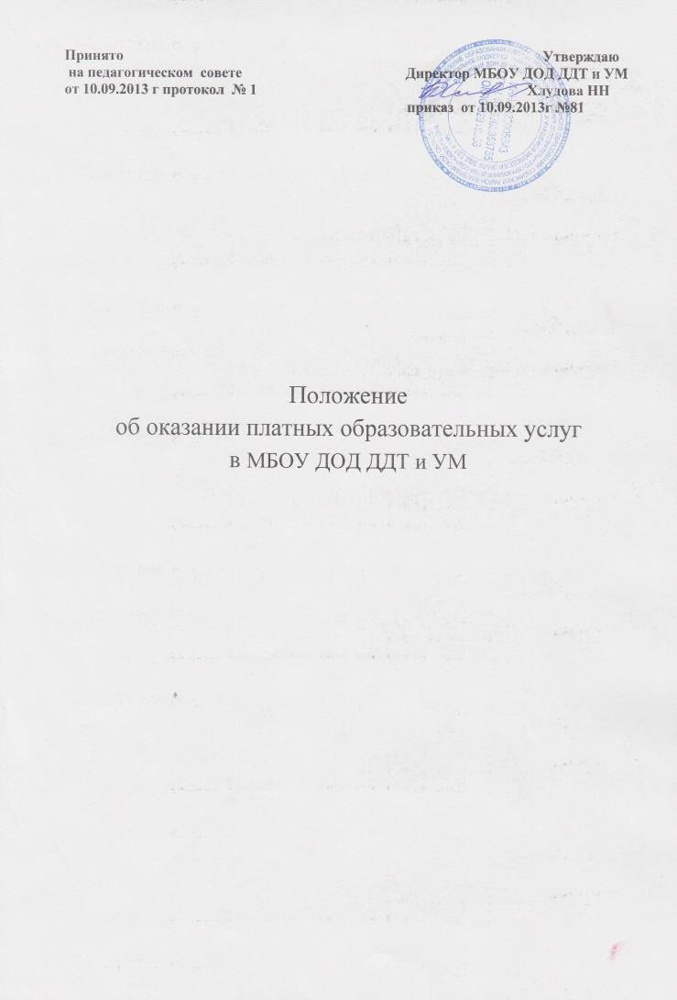 Принято
на педагогическом совете
от 10.09.2013 г протокол № 1
Утверждаю
Директор МБОУ ДОД ДДТ и УМ
Хлудова НН
приказ от 10.09.2013г №81
Положение
об оказании платных образовательных услуг
в МБОУ ДОД ДДТ и УМ